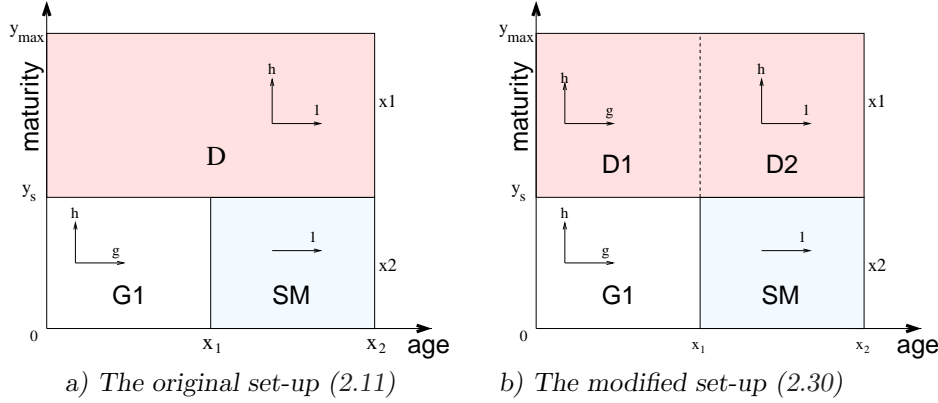 y_max
maturity
h
l
x1
D
y_s
h
g
G1
l
SM
x2
0
x_1
x_2
age
a) The original set-up (2.11)
y_max
maturity
h
g
h
l
x1
D1
D2
y_s
h
g
G1
l
SM
x2
0
x_1
x_2
age
b) The modified set-up (2.30)